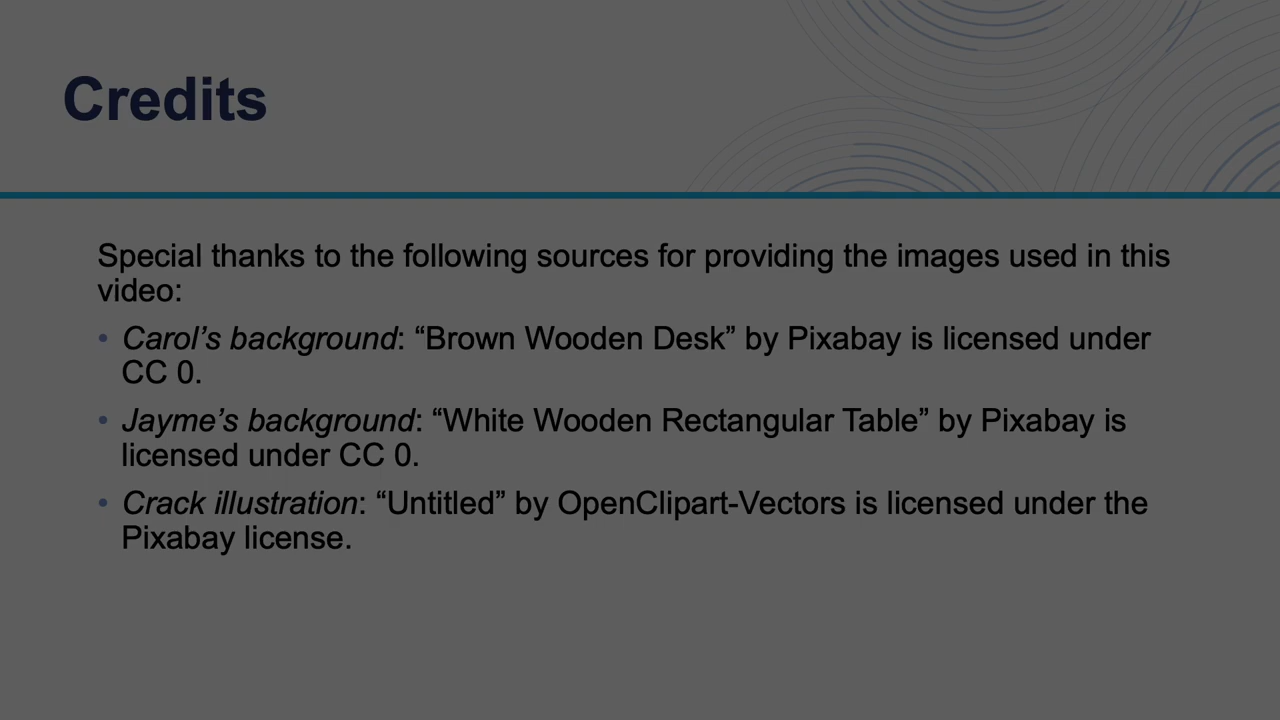 Credits
Special thanks to the following sources for providing the images used in this
video:
• Carol’s background: “Brown Wooden Desk” by Pixabay is licensed under
CC 0.
• Jayme’s background: “White Wooden Rectangular Table” by Pixabay is
licensed under CC 0.
• Crack illustration: “Untitled” by OpenClipart-Vectors is licensed under the
Pixabay license.